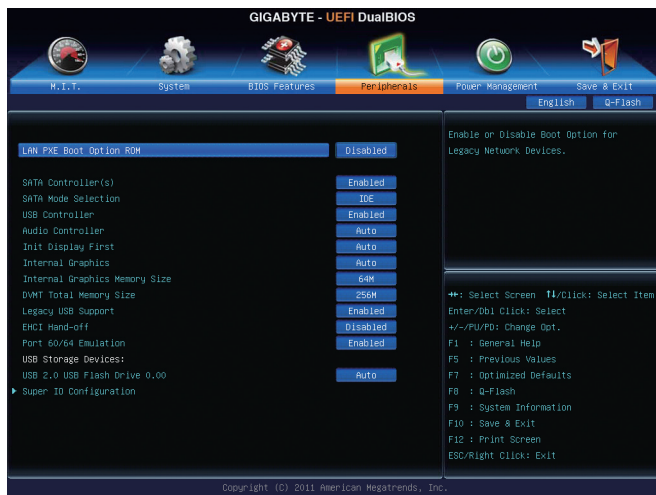 GIGABYTE - UEFI DualBIOS
M.I.T. System BIOS Features Peripherals Power Management Save & Exit
English Q-Flash
LAN PXE Boot Option ROM Disabled
SATA Controller(s) Enabled
SATA Mode Selection IDE
USB Controller Enabled
Audio Controller Auto
Init Display First Auto
Internal Graphics Auto
Internal Graphics Memory Size 64M
DVMT Total Memory Size 256M
Legacy USB Support Enabled
EHCI Hand-off Disabled
Port 60/64 Emulation Enabled
USB Storage Devices:
USB 2.0 USB Flash Drive 0.00 Auto
Super IO Configuration
Enable or Disable Boot Option for
Legacy Network Devices.
→←: Select Screen ↑↓/Click: Select Item
Enter/Dbl Click: Select
+/-/PU/PD: Change Opt.
F1 : General Help
F5 : Previous Values
F7 : Optimized Defaults
F8 : Q-Flash
F9 : System Information
F10 : Save & Exit
F12 : Print Screen
ESC/Right Click: Exit
Copyright (C) 2011 American Megatrends, Inc.